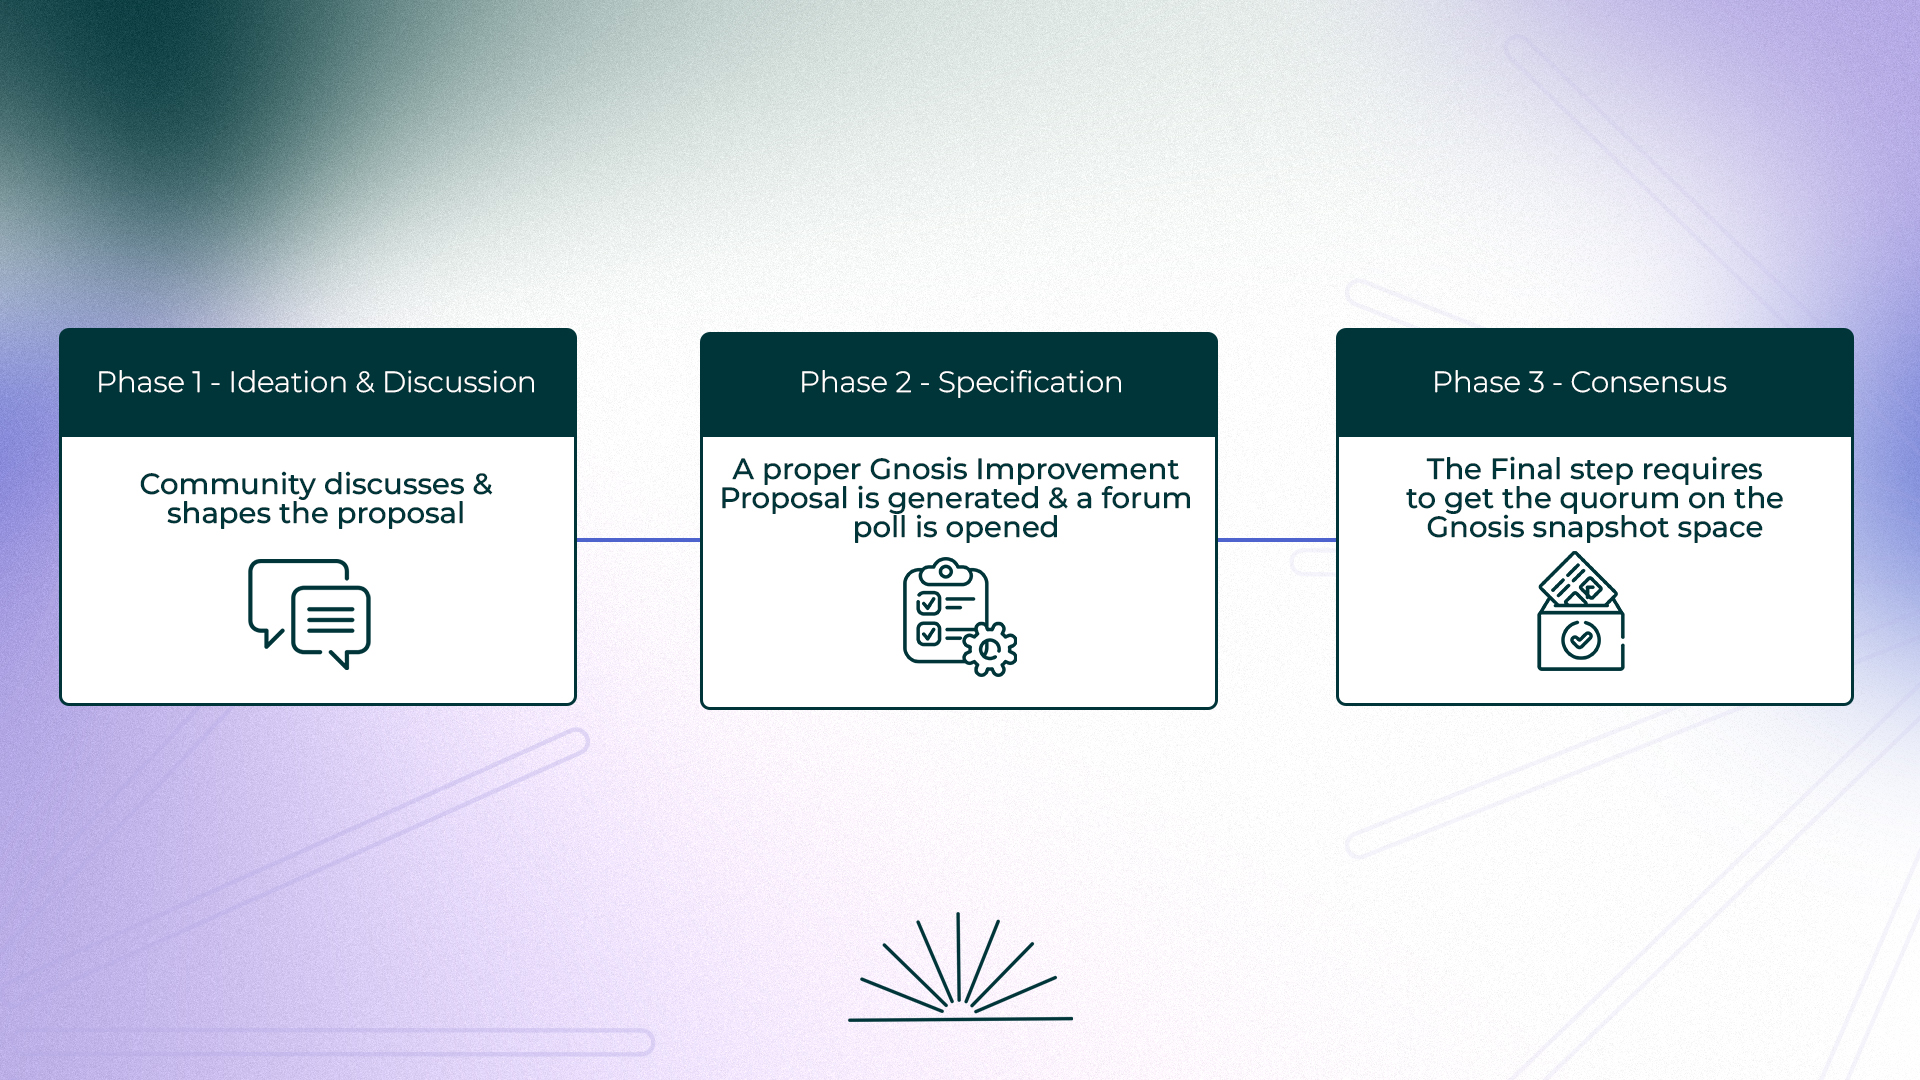 Phase 1 - Ideation & Discussion
Community discusses &
shapes the proposal
Phase 2 - Specification
A proper Gnosis Improvement
Proposal is generated & a forum
poll is opened
Phase 3 - Consensus
The Final step requires
to get the quorum on the
Gnosis snapshot space